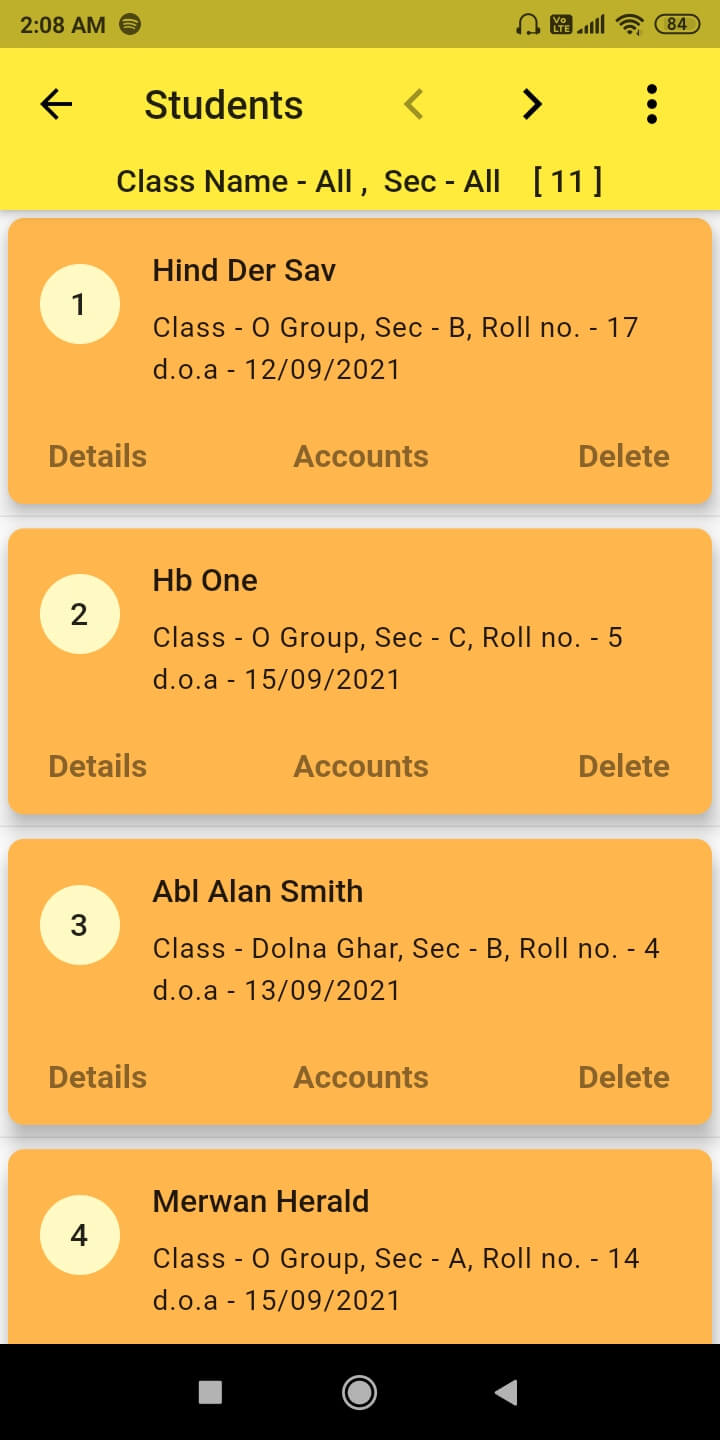 2:08 AM Vo LTE 84
Students
Class Name - All ,  Sec - All    [ 11 ]
1
Hind Der Sav
Class - O Group, Sec - B, Roll no. - 17
d.o.a - 12/09/2021
Details Accounts Delete
2
Hb One
Class - O Group, Sec - C, Roll no. - 5
d.o.a - 15/09/2021
Details Accounts Delete
3
Abl Alan Smith
Class - Dolna Ghar, Sec - B, Roll no. - 4
d.o.a - 13/09/2021
Details Accounts Delete
4
Merwan Herald
Class - O Group, Sec - A, Roll no. - 14
d.o.a - 15/09/2021